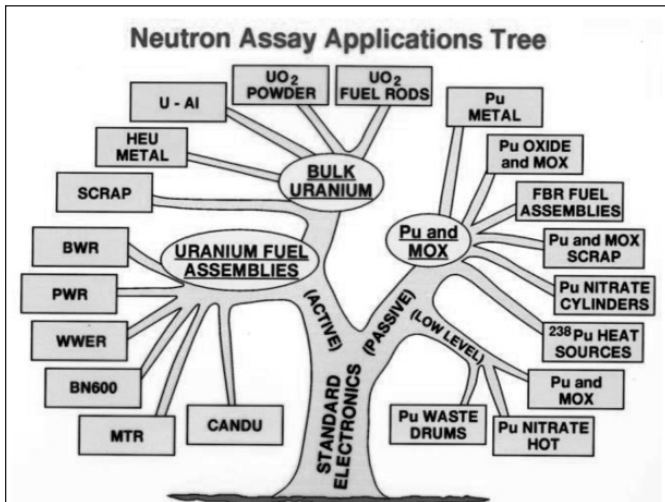 Neutron Assay Applications Tree
UO2
POWDER
UO2
FUEL RODS
U - Al
HEU
METAL
SCRAP
BULK
URANIUM
BWR
PWR
WWER
BN600
MTR
CANDU
URANIUM FUEL
ASSEMBLIES
Pu
METAL
Pu OXIDE
and MOX
FBR FUEL
ASSEMBLIES
Pu and MOX
SCRAP
Pu NITRATE
CYLINDERS
238Pu HEAT
SOURCES
Pu and
MOX
Pu and
MOX
Pu NITRATE
HOT
Pu WASTE
DRUMS
(ACTIVE)
(PASSIVE)
(LOW LEVEL)
STANDARD
ELECTRONICS